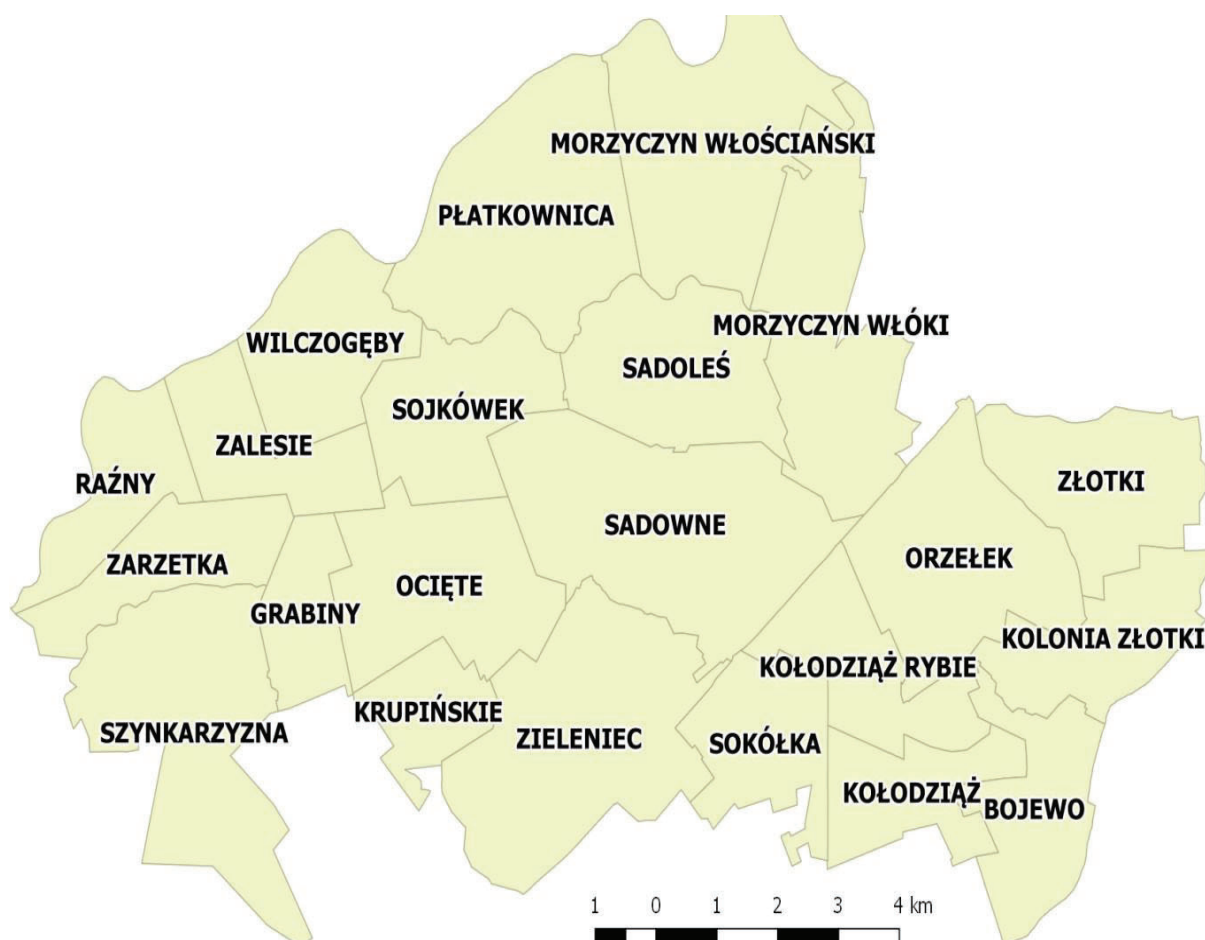 MORZYCZYN WŁOŚCIAŃSKI
PŁATKOWNICA
MORZYCZYN WŁÓKI
WILCZOGĘBY
SADOLEŚ
SOJKÓWEK
ZALESIE
RAŹNY
ZŁOTKI
SADOWNE
ORZEŁEK
ZARZETKA
OCIĘTE
GRABINY
KOLONIA ZŁOTKI
KOŁODZIĄŻ RYBIE
KRUPIŃSKIE
SZYNKARZYZNA
ZIELENIEC
SOKÓŁKA
KOŁODZIĄŻ
BOJEWO
1 0 1 2 3 4 km